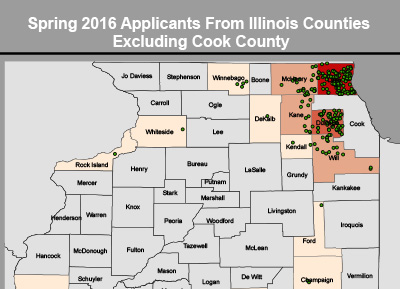 Spring 2016 Applicants From Illinois Counties
Excluding Cook County
Jo Daviess Stephenson Winnebago Boone McHenry
Carroll Ogle
DeKalb Kane Cook
Whiteside Lee
Kendall Will
Rock Island
Henry Bureau LaSalle Grundy
Mercer Putnam Kankakee
Stark Marshall
Henderson Warren Knox Peoria Woodford Livingston Iroquois
Ford
Hancock McDonough Fulton Tazewell McLean
Schuyler Mason Logan De Witt Champaign Vermilion